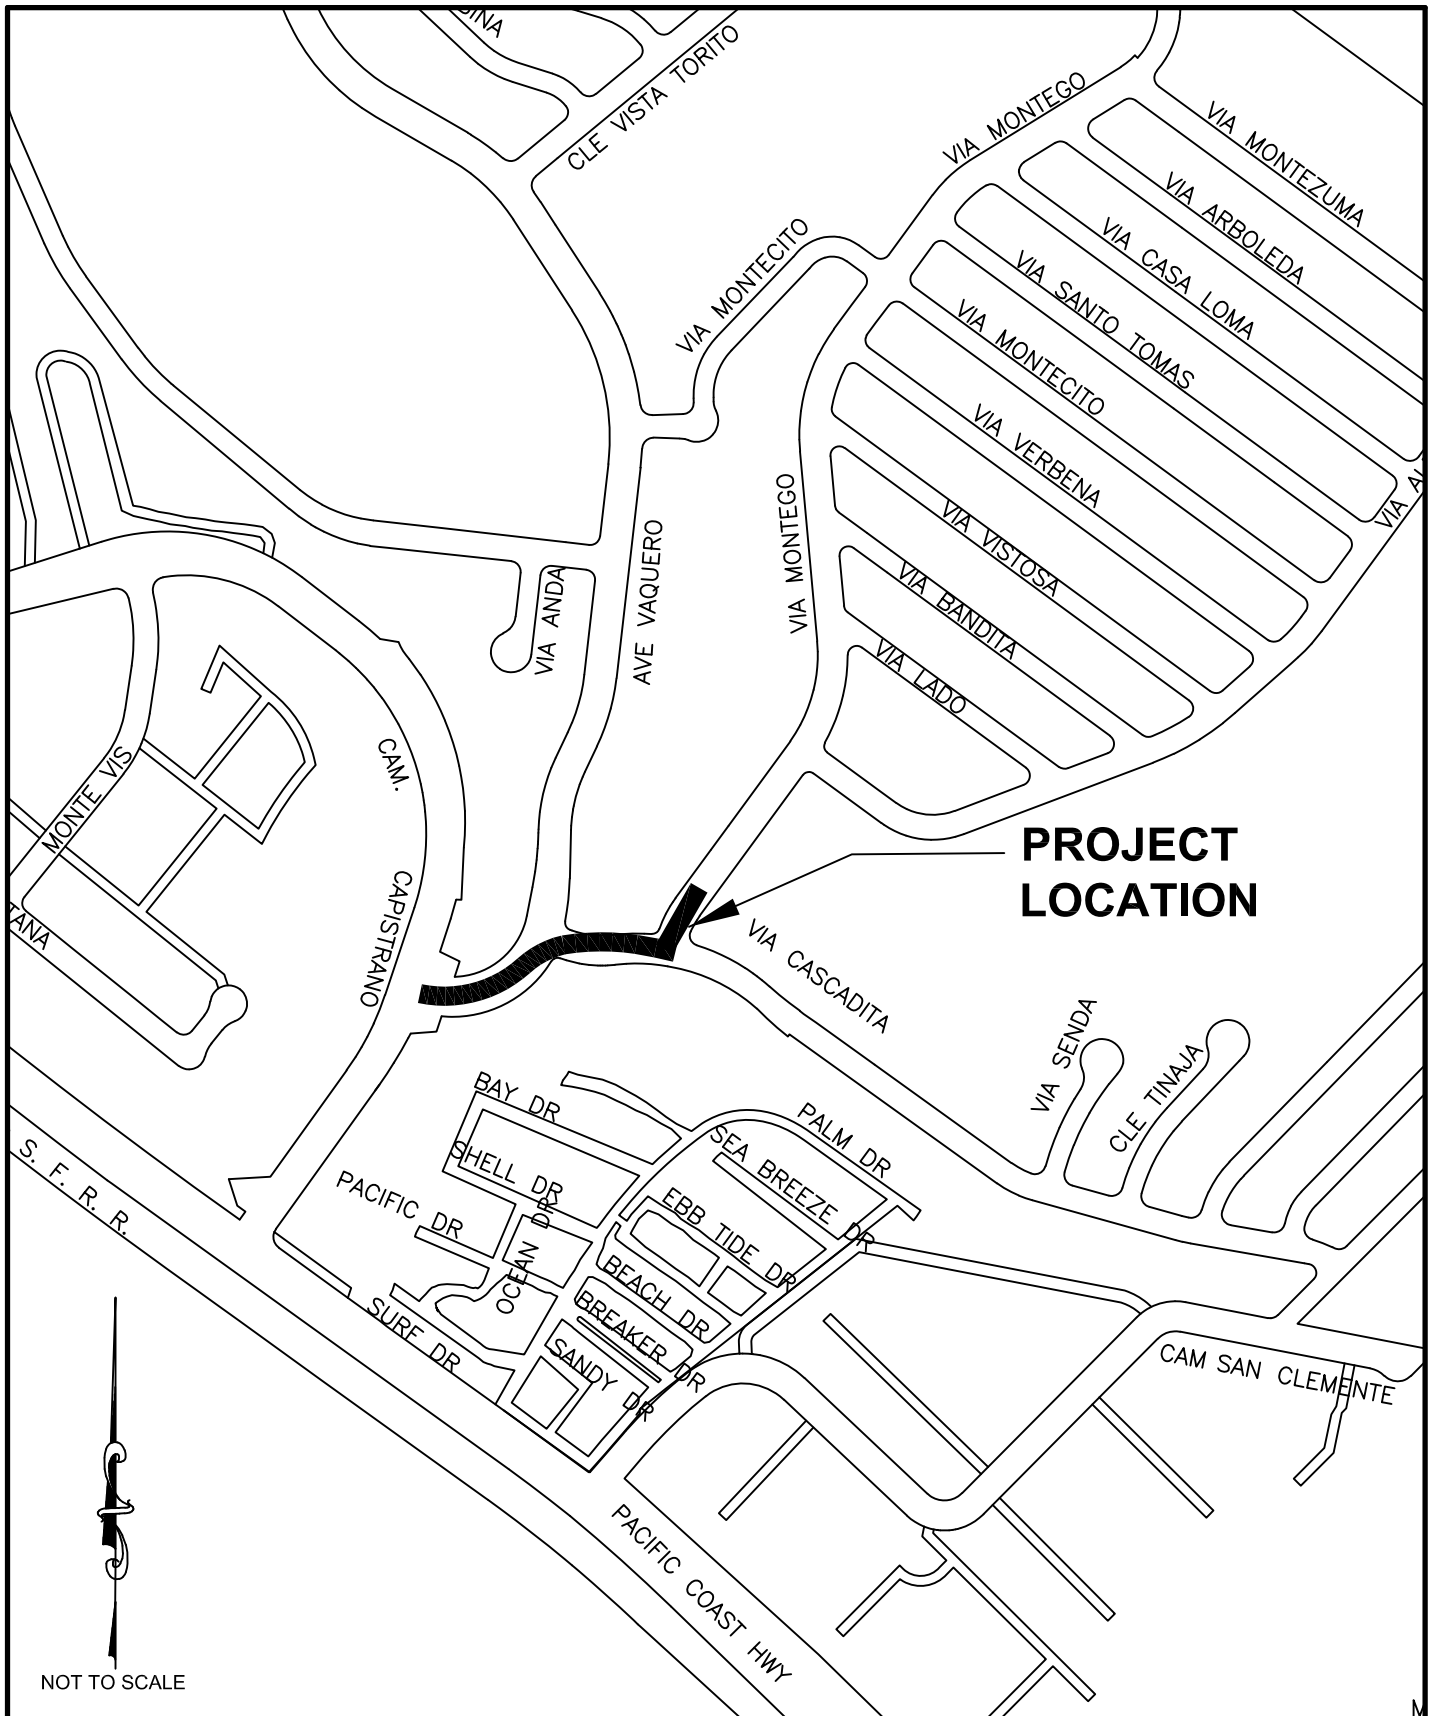 CLE VISTA TORITO
VIA MONTEGO
VIA MONTEZUMA
VIA ARBOLEDA
VIA CASA LOMA
VIA MONTECITO
VIA SANTO TOMAS
VIA MONTECITO
VIA VERBENA
VIA MONTEGO
VIA VISTOSA
AVE VAQUERO
VIA ANDA
VIA BANDITA
VIA LADO
CAM.
CAPISTRANO
MONTE VIS
PROJECT
LOCATION
VIA CASCADITA
VIA SENDA
CLE TINAJA
BAY DR
PALM DR
SEA BREEZE DR
SHELL DR
PACIFIC DR
EBB TIDE DR
OCEAN DR
BEACH DR
BREAKER DR
SURF DR
SANDY DR
S. F. R. R.
CAM SAN CLEMENTE
PACIFIC COAST HWY
NOT TO SCALE